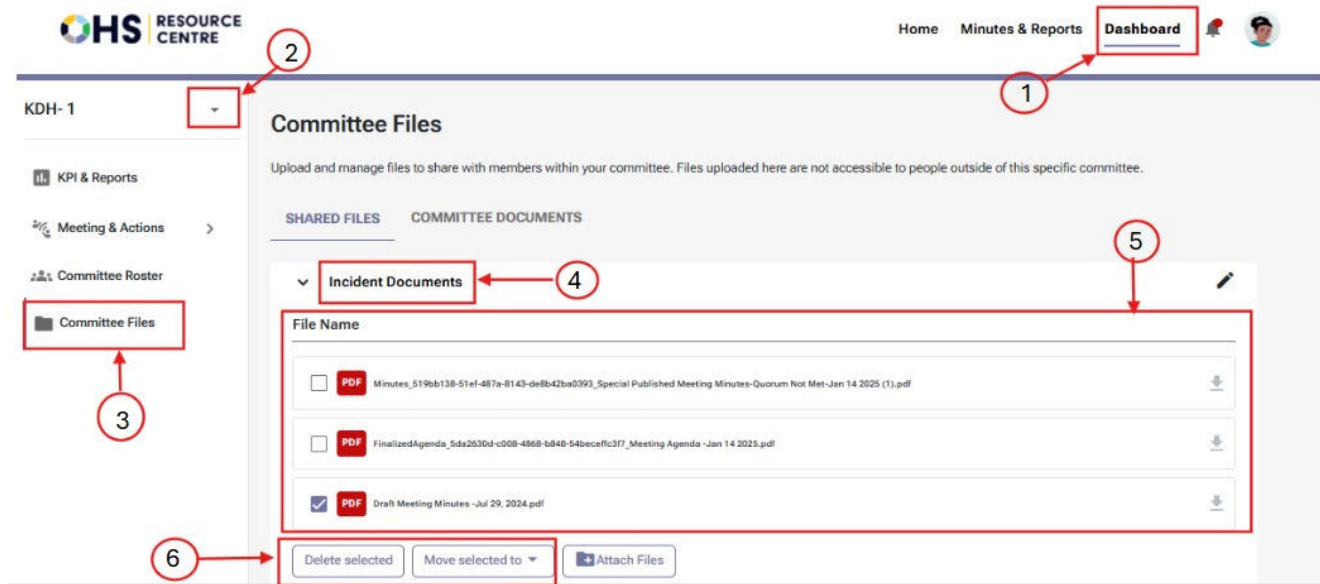 OHS RESOURCE CENTRE
Home Minutes & Reports Dashboard
2
1
KDH- 1
Committee Files
Upload and manage files to share with members within your committee. Files uploaded here are not accessible to people outside of this specific committee.
KPI & Reports
Meeting & Actions
Committee Roster
Committee Files
3
SHARED FILES COMMITTEE DOCUMENTS
5
Incident Documents
4
File Name
PDF Minutes_519bb138-51ef-487a-8143-de8b42ba0393_Special Published Meeting Minutes-Quorum Not Met-Jan 14 2025 (1).pdf
PDF FinalizedAgenda_5da2630d-c008-4868-b848-54beceffc3f7_Meeting Agenda -Jan 14 2025.pdf
PDF Draft Meeting Minutes -Jul 29, 2024.pdf
6
Delete selected Move selected to Attach Files